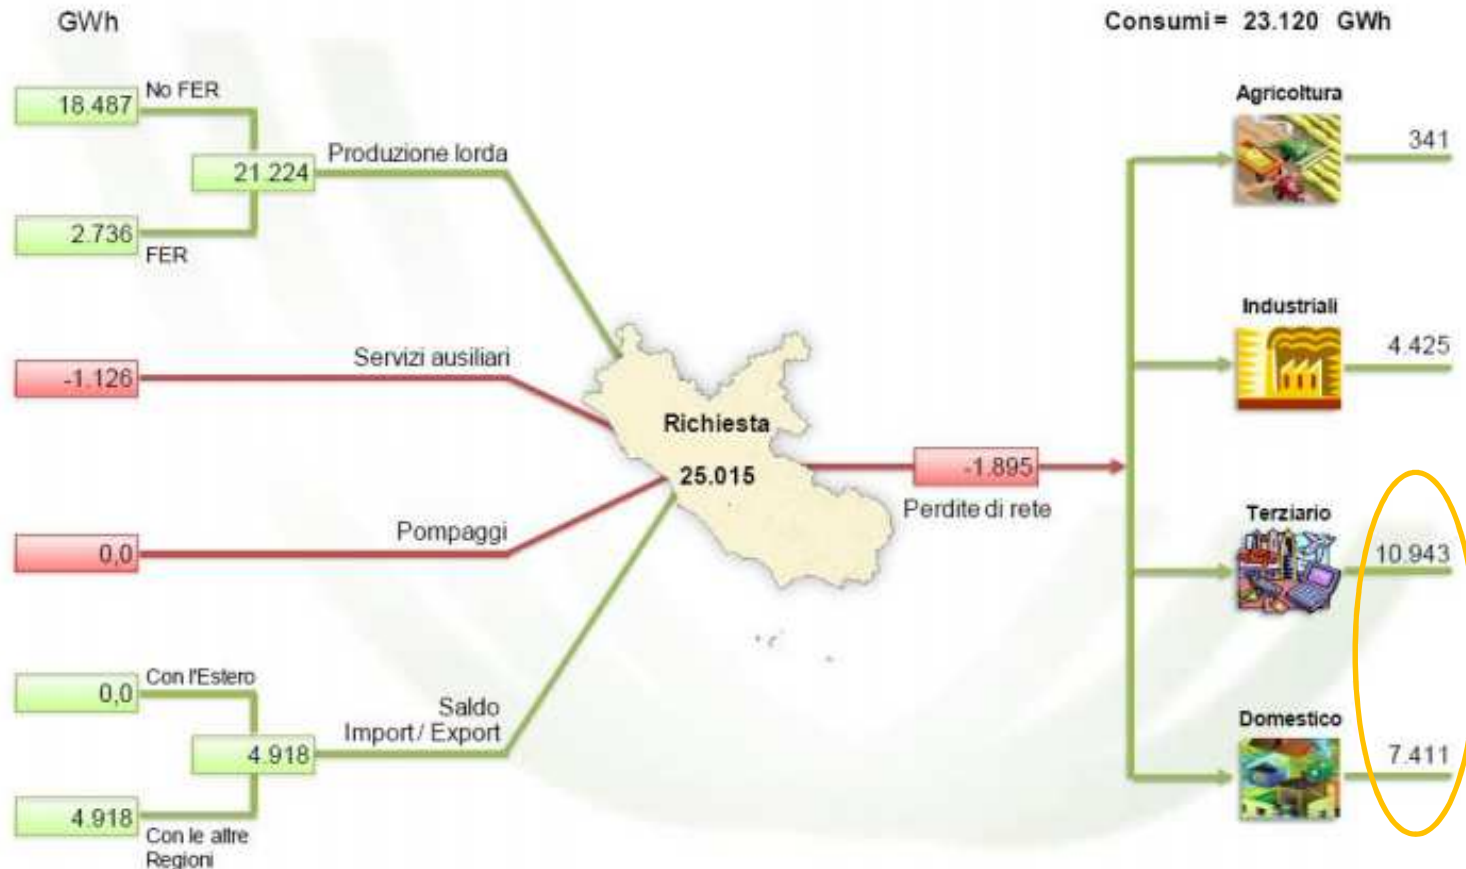 GWh
Consumi = 23.120 GWh
18.487
No FER
21.224
Produzione lorda
2.736
FER
-1.126
Servizi ausiliari
0,0
Pompaggi
0,0
Con l'Estero
4.918
Saldo
Import / Export
4.918
Con le altre
Regioni
Richiesta
25.015
-1.895
Perdite di rete
Agricoltura
341
Industriali
4.425
Terziario
10.943
Domestico
7.411